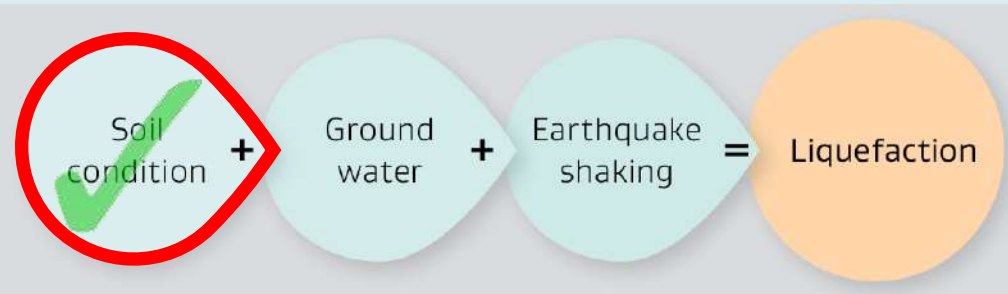 Soil
condition
+
Ground
water
+
Earthquake
shaking
=
Liquefaction